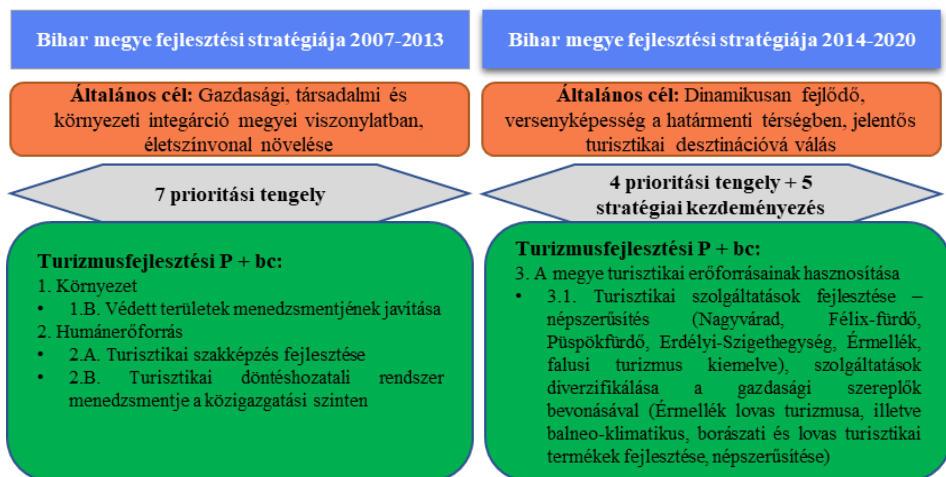 Bihar megye fejlesztési stratégiája 2007-2013
Általános cél: Gazdasági, társadalmi és
környezeti integárció megyei viszonylatban,
életszínvonal növelése
7 prioritási tengely
Turizmusfejlesztési P + bc:
1. Környezet
• 1.B. Védett területek menedzsmentjének javítása
2. Humánerőforrás
• 2.A. Turisztikai szakképzés fejlesztése
• 2.B. Turisztikai döntéshozatali rendszer
menedzsmentje a közigazgatási szinten
Bihar megye fejlesztési stratégiája 2014-2020
Általános cél: Dinamikusan fejlődő,
versenyképesség a határmenti térségben, jelentős
turisztikai desztinációvá válás
4 prioritási tengely + 5
stratégiai kezdeményezés
Turizmusfejlesztési P + bc:
3. A megye turisztikai erőforrásainak hasznosítása
• 3.1. Turisztikai szolgáltatások fejlesztése –
népszerűsítés (Nagyvárad, Félix-fürdő,
Püspökfürdő, Erdélyi-Szigethegység, Érmellék,
falusi turizmus kiemelve), szolgáltatások
diverzifikálása a gazdasági szereplők
bevonásával (Érmellék lovas turizmusa, illetve
balneo-klimatikus, borászati és lovas turisztikai
termékek fejlesztése, népszerűsítése)